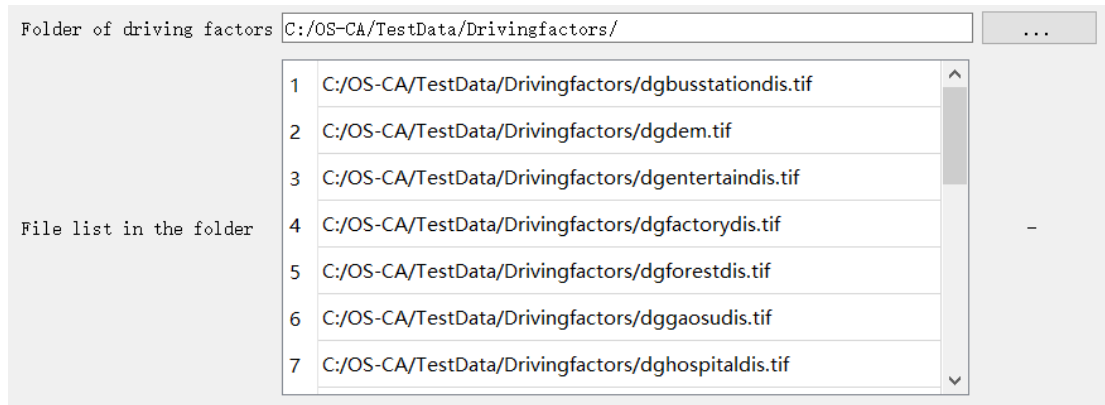 Folder of driving factors C:/OS-CA/TestData/Drivingfactors/ ...
1 C:/OS-CA/TestData/Drivingfactors/dgbusstationdis.tif
2 C:/OS-CA/TestData/Drivingfactors/dgdem.tif
3 C:/OS-CA/TestData/Drivingfactors/dgentertaindis.tif
File list in the folder 4 C:/OS-CA/TestData/Drivingfactors/dgfactorydis.tif -
5 C:/OS-CA/TestData/Drivingfactors/dgforestdis.tif
6 C:/OS-CA/TestData/Drivingfactors/dggaosudis.tif
7 C:/OS-CA/TestData/Drivingfactors/dghospitaldis.tif